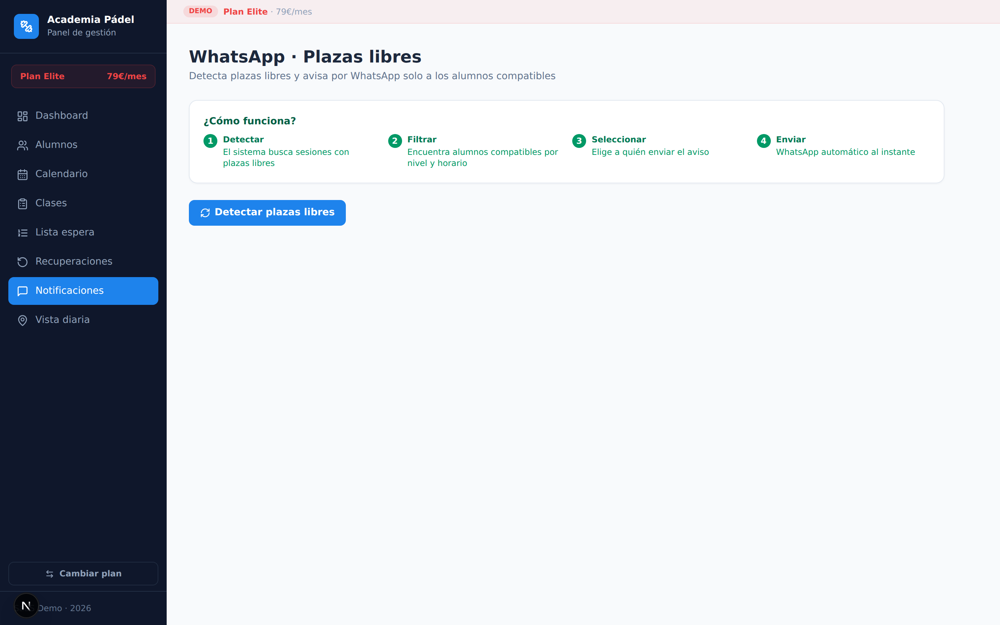 Academia Pádel
Panel de gestión
Plan Elite 79€/mes
Dashboard
Alumnos
Calendario
Clases
Lista espera
Recuperaciones
Notificaciones
Vista diaria
Cambiar plan
Demo · 2026
DEMO Plan Elite · 79€/mes
WhatsApp · Plazas libres
Detecta plazas libres y avisa por WhatsApp solo a los alumnos compatibles
¿Cómo funciona?
1 Detectar
El sistema busca sesiones con
plazas libres
2 Filtrar
Encuentra alumnos compatibles por
nivel y horario
3 Seleccionar
Elige a quién enviar el aviso
4 Enviar
WhatsApp automático al instante
Detectar plazas libres